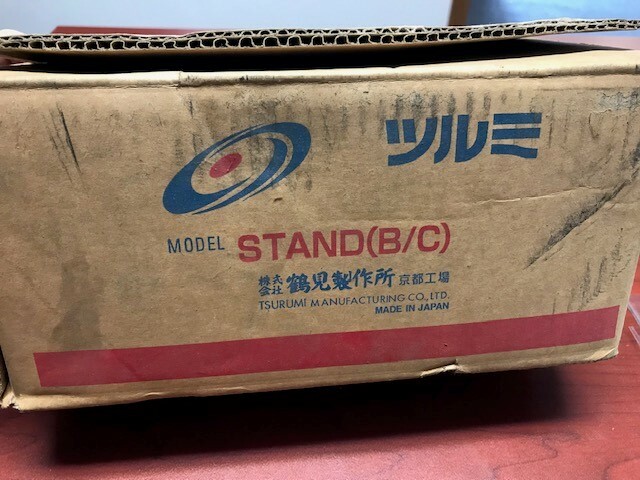 ツルミ
MODEL STAND(B/C)
株式会社 鶴見製作所 京都工場
TSURUMI MANUFACTURING CO., LTD.
MADE IN JAPAN